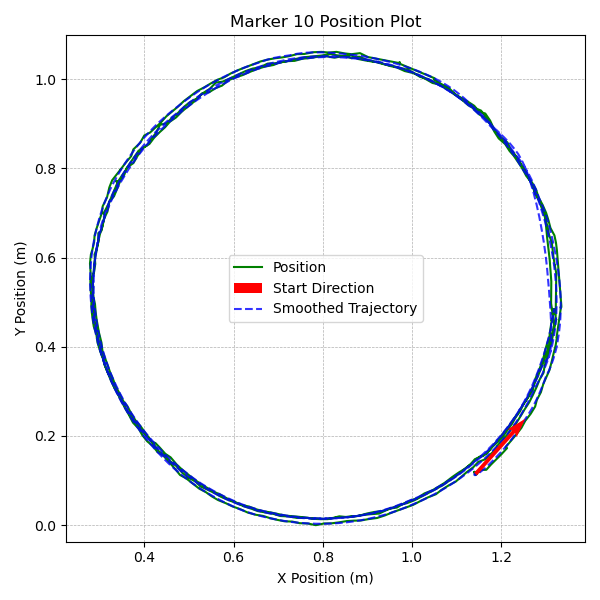 Marker 10 Position Plot
1.0
0.8
0.6
0.4
0.2
0.0
Y Position (m)
Position
Start Direction
Smoothed Trajectory
0.4
0.6
0.8
1.0
1.2
X Position (m)